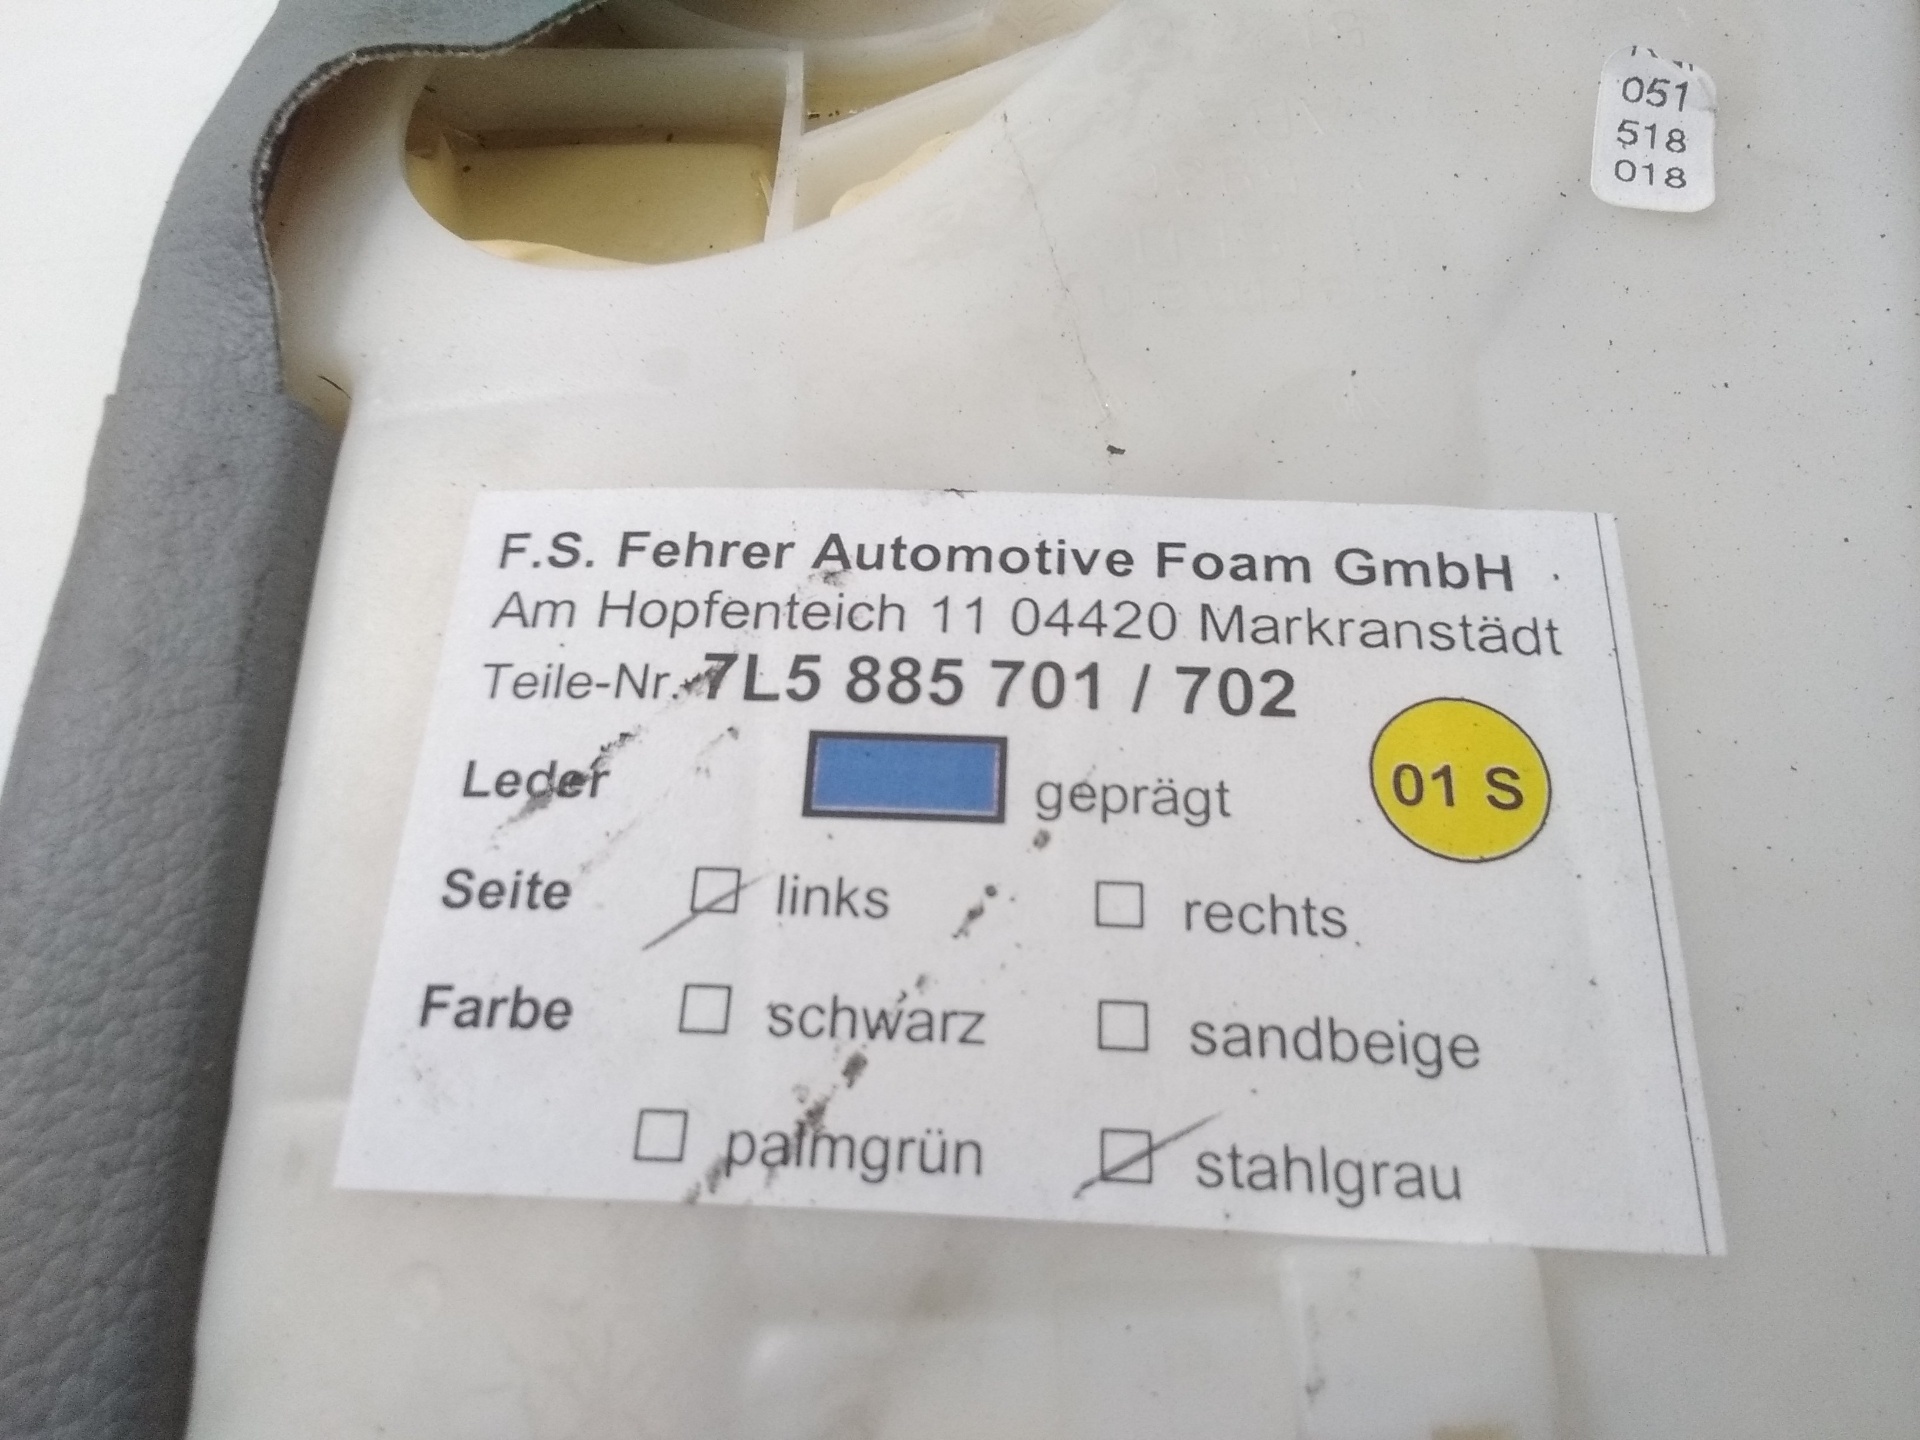 051
518
018
F.S. Fehrer Automotive Foam GmbH
Am Hopfenteich 11 04420 Markranstädt
Teile-Nr. 7L5 885 701 / 702
Leder geprägt 01 S
Seite links rechts
Farbe schwarz sandbeige
palmgrün stahlgrau